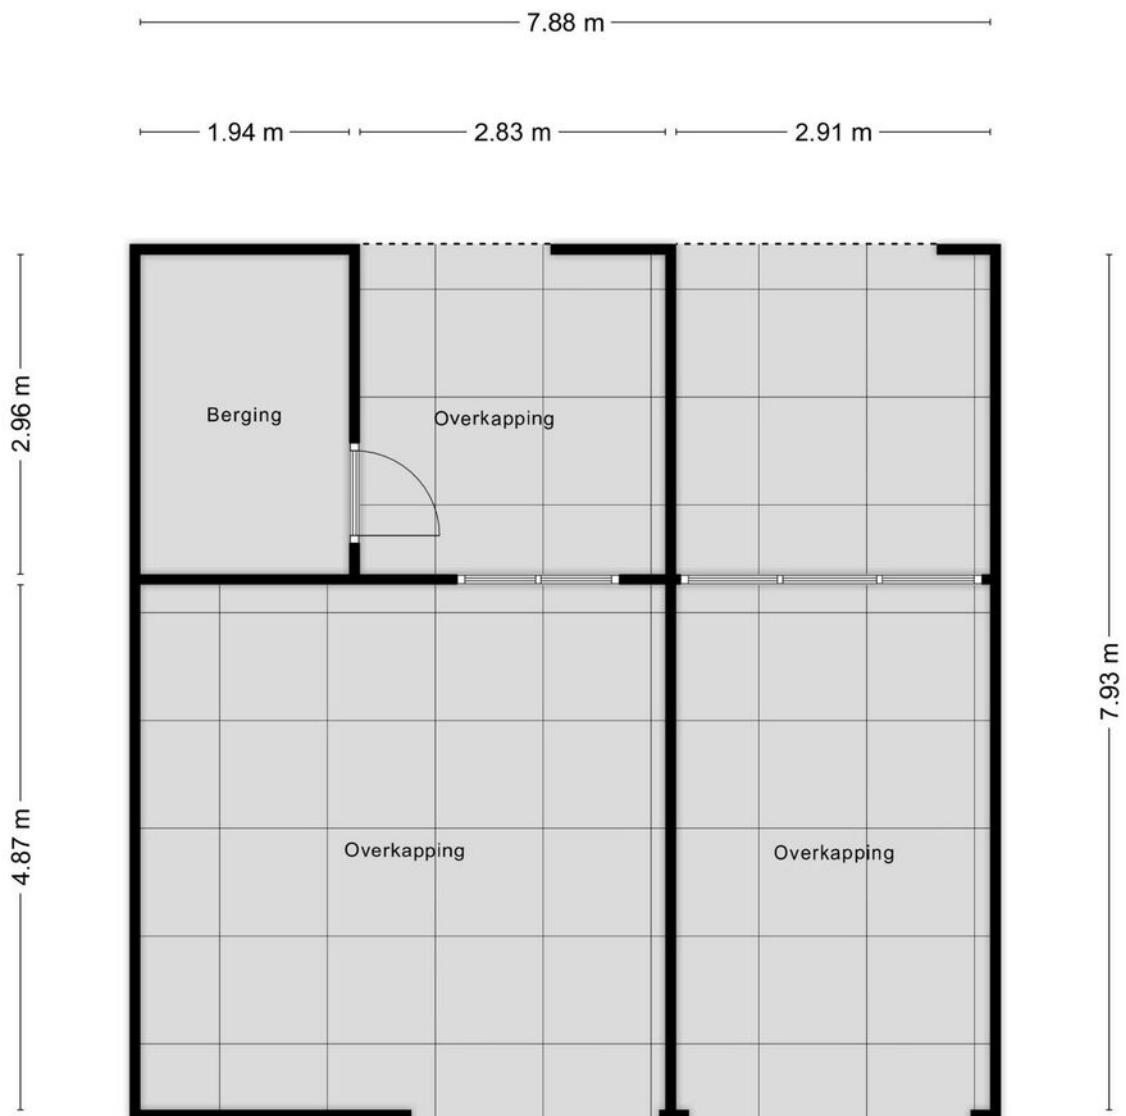 7.88 m
1.94 m
2.83 m
2.91 m
2.96 m
Berging
Overkapping
7.93 m
4.87 m
Overkapping
Overkapping